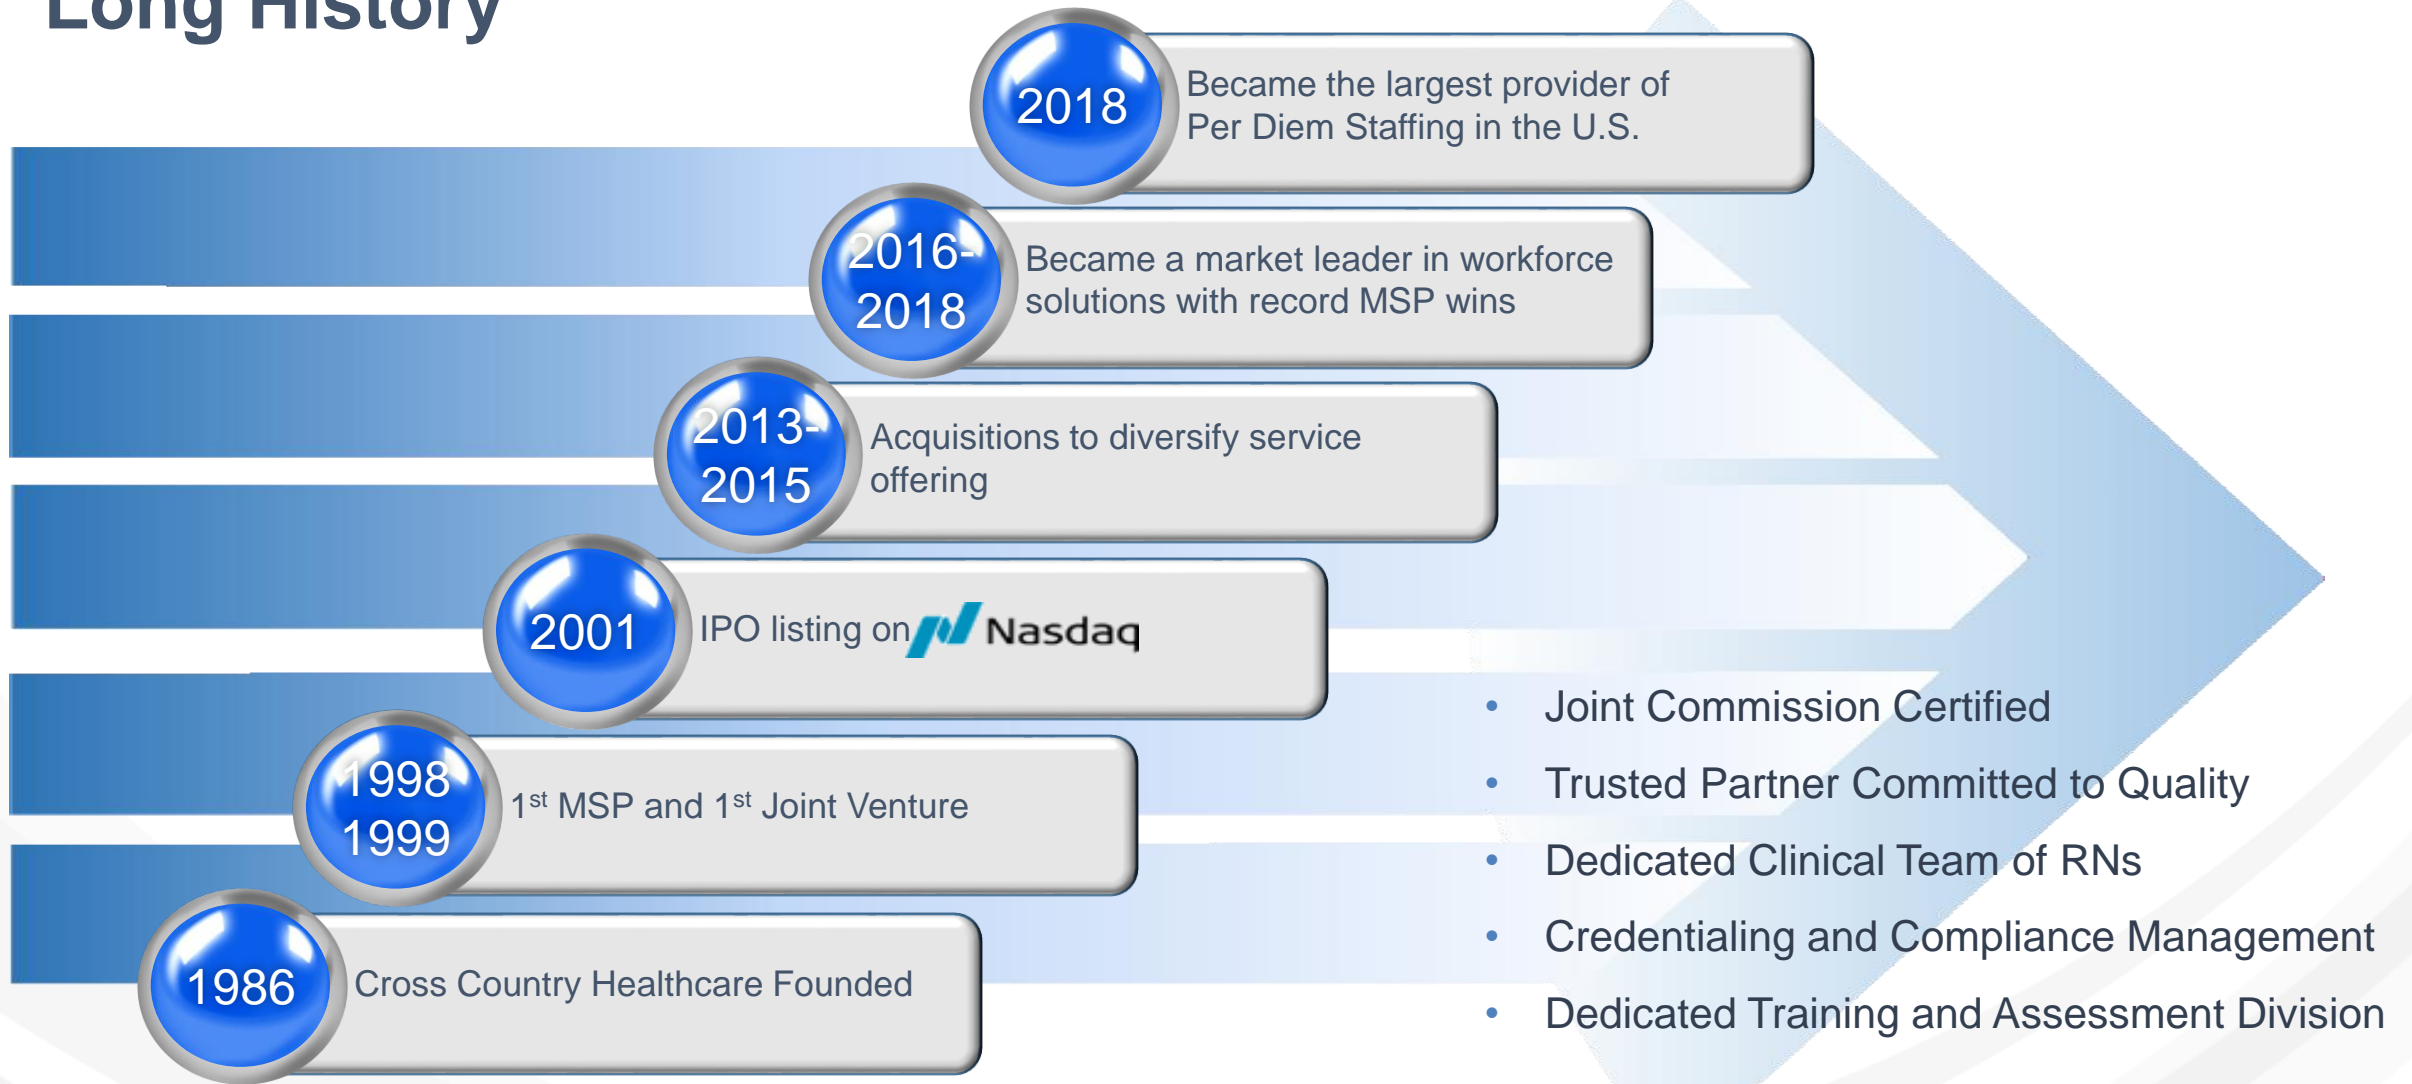 Long History
2018
Became the largest provider of
Per Diem Staffing in the U.S.
2016-
2018
Became a market leader in workforce
solutions with record MSP wins
2013-
2015
Acquisitions to diversify service
offering
2001
IPO listing on Nasdaq
1998
1999
1st MSP and 1st Joint Venture
1986
Cross Country Healthcare Founded
• Joint Commission Certified
• Trusted Partner Committed to Quality
• Dedicated Clinical Team of RNs
• Credentialing and Compliance Management
• Dedicated Training and Assessment Division